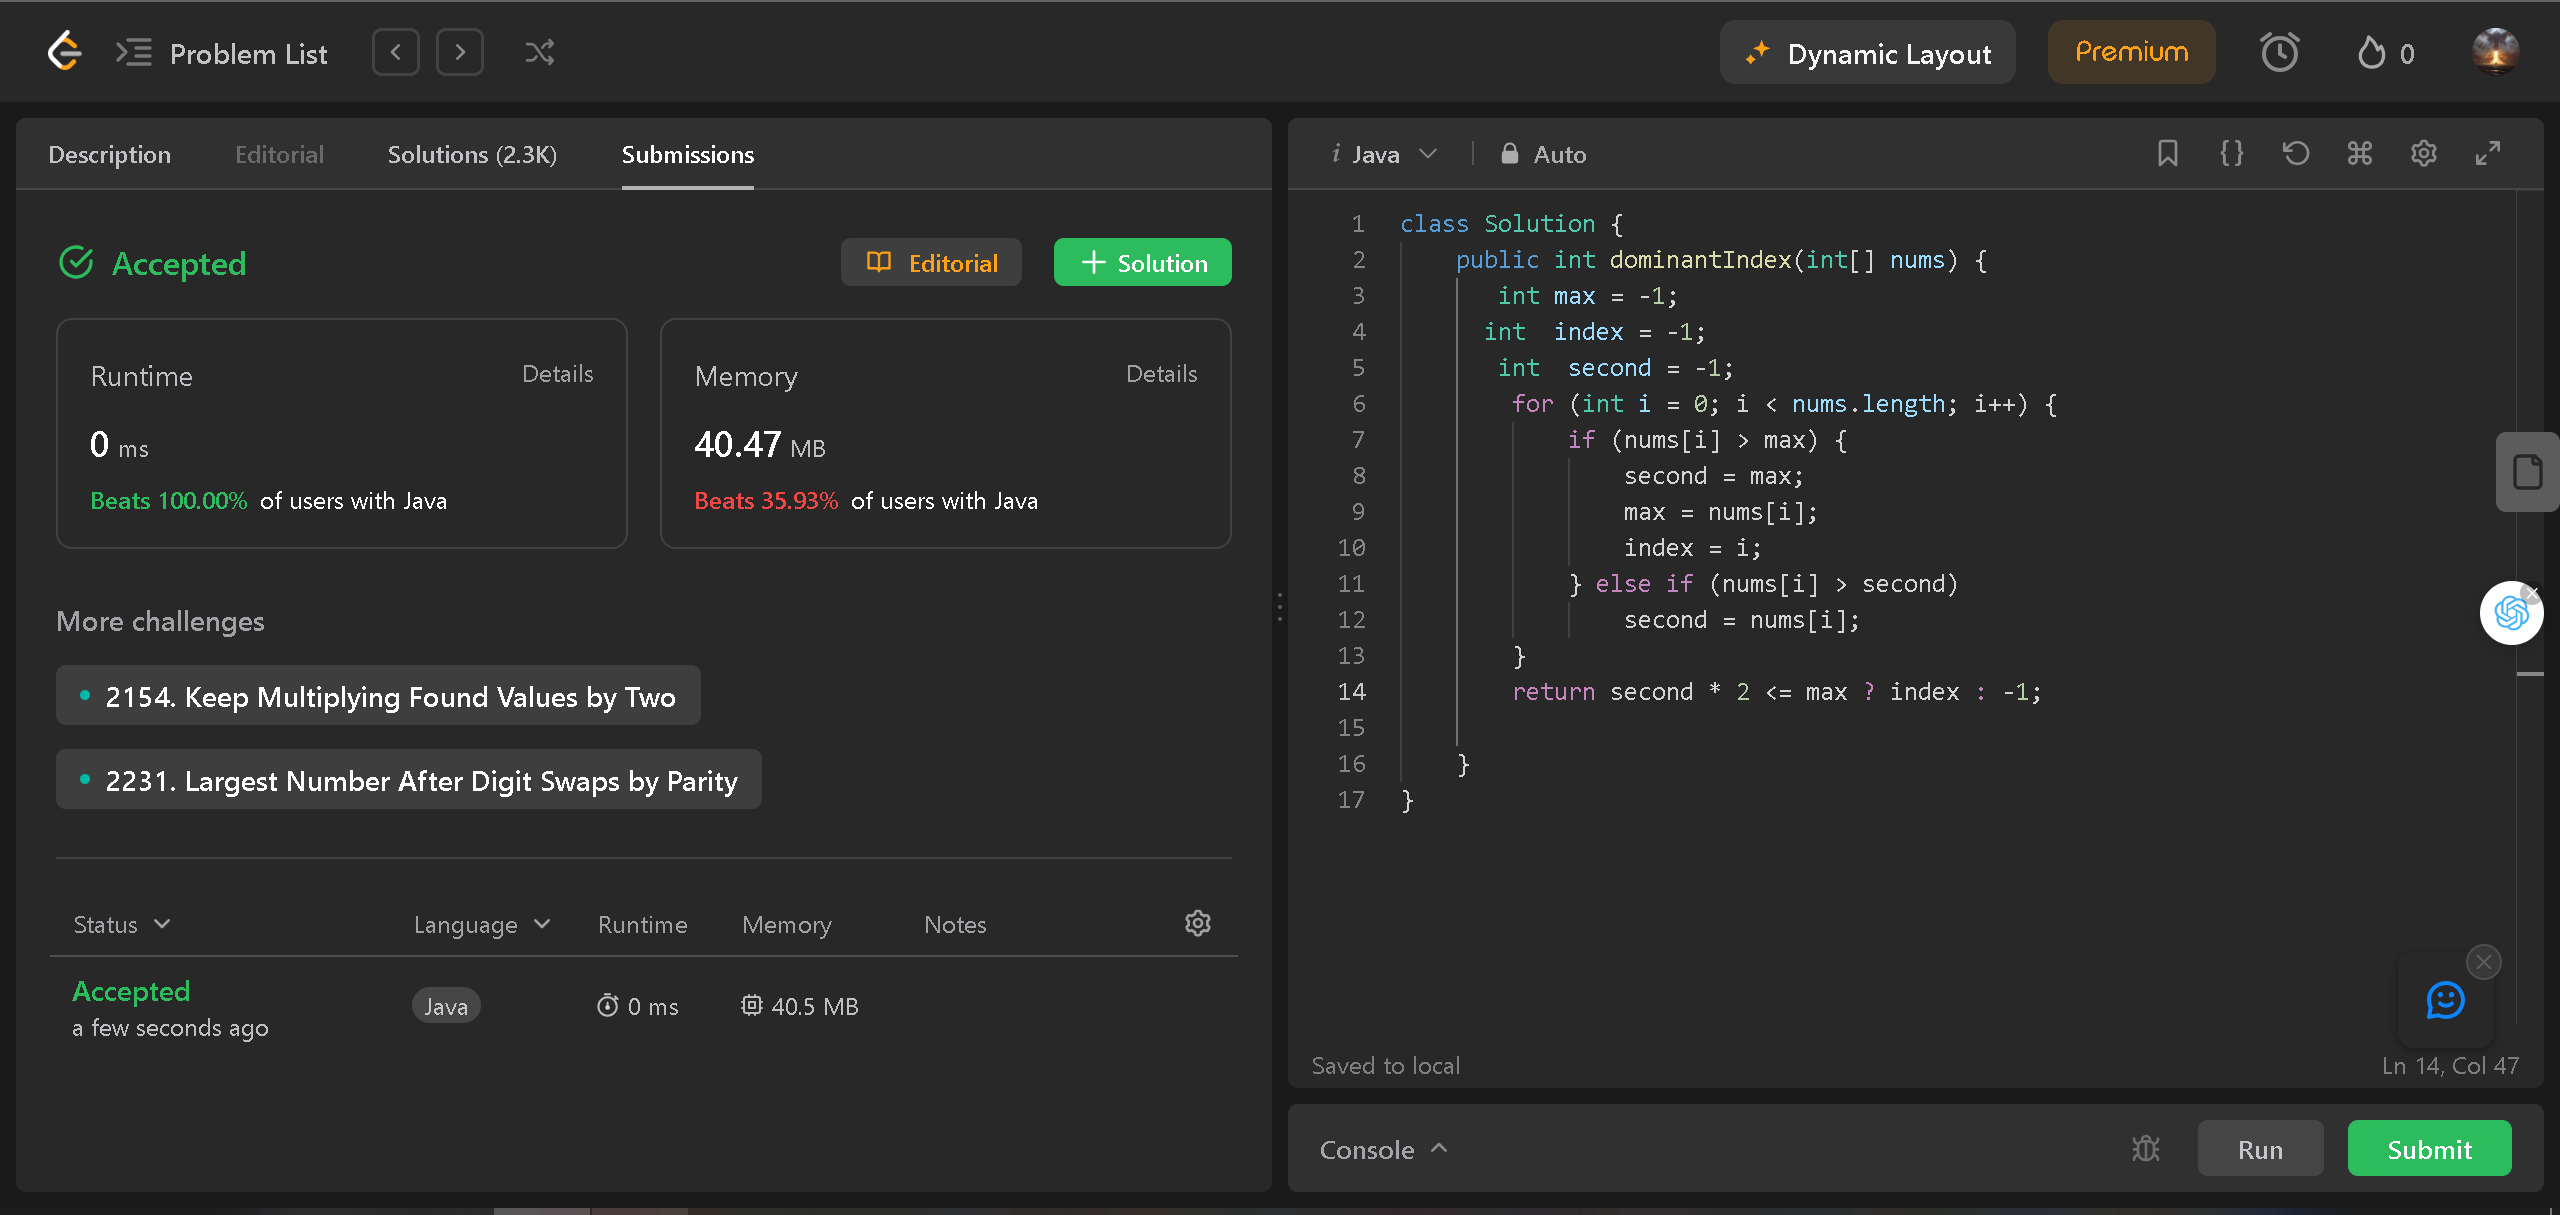 Problem List
Dynamic Layout
Premium
0
Description
Editorial
Solutions (2.3K)
Submissions
Accepted
Editorial
Solution
Runtime
Details
0 ms
Beats 100.00% of users with Java
Memory
Details
40.47 MB
Beats 35.93% of users with Java
More challenges
2154. Keep Multiplying Found Values by Two
2231. Largest Number After Digit Swaps by Parity
Status
Language
Runtime
Memory
Notes
Accepted
a few seconds ago
Java
0 ms
40.5 MB
i Java
Auto
1 class Solution {
2 public int dominantIndex(int[] nums) {
3 int max = -1;
4 int index = -1;
5 int second = -1;
6 for (int i = 0; i < nums.length; i++) {
7 if (nums[i] > max) {
8 second = max;
9 max = nums[i];
10 index = i;
11 } else if (nums[i] > second)
12 second = nums[i];
13 }
14 return second * 2 <= max ? index : -1;
15
16 }
17 }
Saved to local
Ln 14, Col 47
Console
Run
Submit